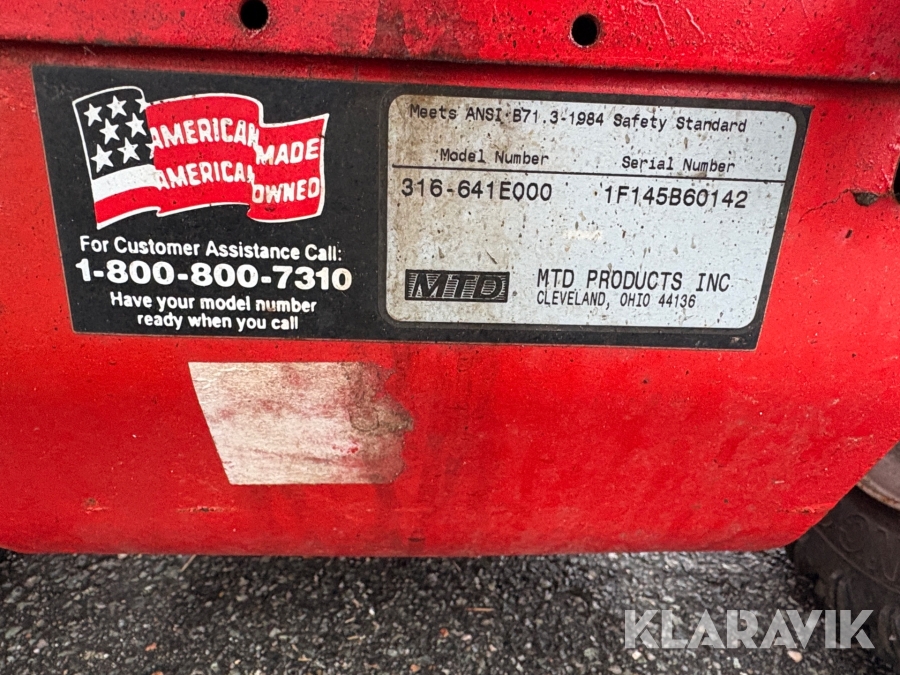 AMERICAN MADE
AMERICAN OWNED
For Customer Assistance Call:
1-800-800-7310
Have your model number
ready when you call
Meets ANSI B71.3-1984 Safety Standard
Model Number Serial Number
316-641E000 1F145B60142
MTD
MTD PRODUCTS INC
CLEVELAND, OHIO 44136
KLARAVIK